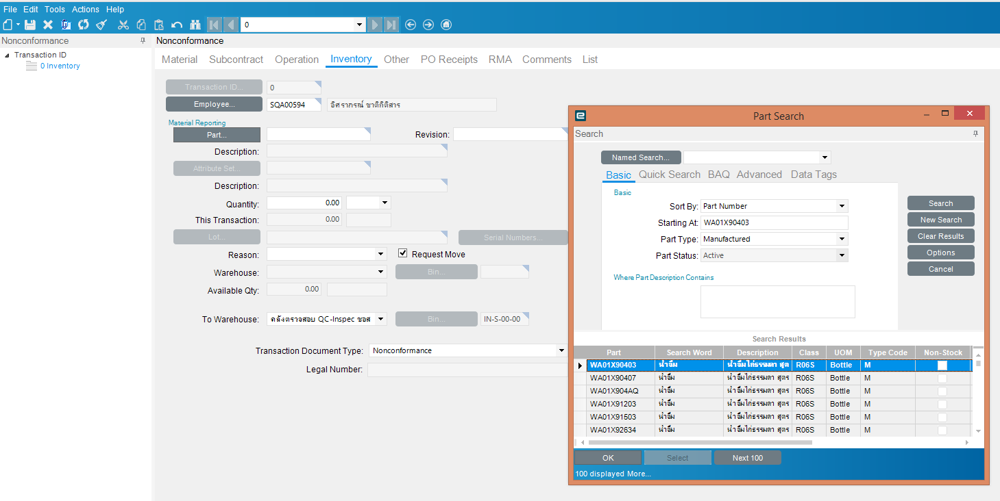 File Edit Tools Actions Help
0
Nonconformance
Transaction ID
0 Inventory
Nonconformance
Material Subcontract Operation Inventory Other PO Receipts RMA Comments List
Transaction ID... 0
Employee... SQA00594 อิศราภรณ์ ชาติกิติสาร
Material Reporting
Part... Revision:
Description:
Attribute Set...
Description:
Quantity: 0.00
This Transaction: 0.00
Lot... Serial Numbers...
Reason: Request Move
Warehouse: Bin...
Available Qty: 0.00
To Warehouse: คลังตรวจสอบ QC-Inspec ซอส Bin... IN-S-00-00
Transaction Document Type: Nonconformance
Legal Number:
Part Search
Search
Named Search...
Basic Quick Search BAQ Advanced Data Tags
Basic
Sort By: Part Number
Starting At: WA01X90403
Part Type: Manufactured
Part Status: Active
Where Part Description Contains
Search
New Search
Clear Results
Options
Cancel
Search Results
Part Search Word Description Class UOM Type Code Non-Stock
WA01X90403 น้ำจิ้ม น้ำจิ้มไก่ธรรมดา สูต R06S Bottle M
WA01X90407 น้ำจิ้ม น้ำจิ้มไก่ธรรมดา สูตร R06S Bottle M
WA01X904AQ น้ำจิ้ม น้ำจิ้มไก่ธรรมดา สูตร R06S Bottle M
WA01X91203 น้ำจิ้ม น้ำจิ้มไก่ธรรมดา สูตร R06S Bottle M
WA01X91503 น้ำจิ้ม น้ำจิ้มไก่ธรรมดา สูตร R06S Bottle M
WA01X92634 น้ำจิ้ม น้ำจิ้มไก่ธรรมดา สูตร R06S Bottle M
OK Select Next 100
100 displayed More...